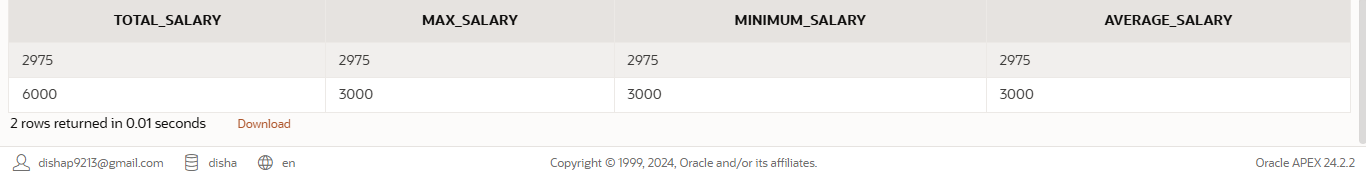 TOTAL_SALARY MAX_SALARY MINIMUM_SALARY AVERAGE_SALARY
2975 2975 2975 2975
6000 3000 3000 3000
2 rows returned in 0.01 seconds Download
dishap9213@gmail.com disha en Copyright © 1999, 2024, Oracle and/or its affiliates. Oracle APEX 24.2.2